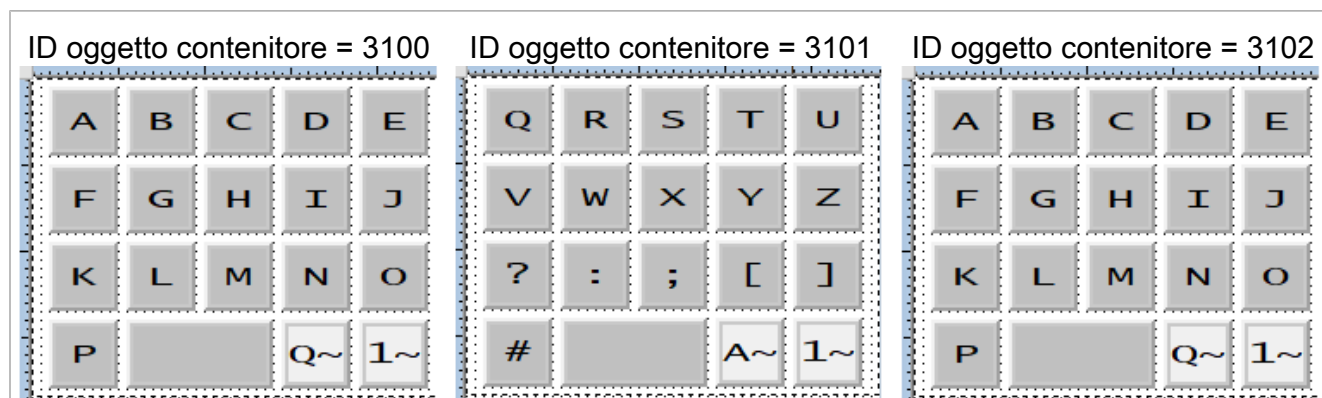 ID oggetto contenitore = 3100
A B C D E
F G H I J
K L M N O
P Q~ 1~
ID oggetto contenitore = 3101
Q R S T U
V W X Y Z
? : ; [ ]
# A~ 1~
ID oggetto contenitore = 3102
A B C D E
F G H I J
K L M N O
P Q~ 1~